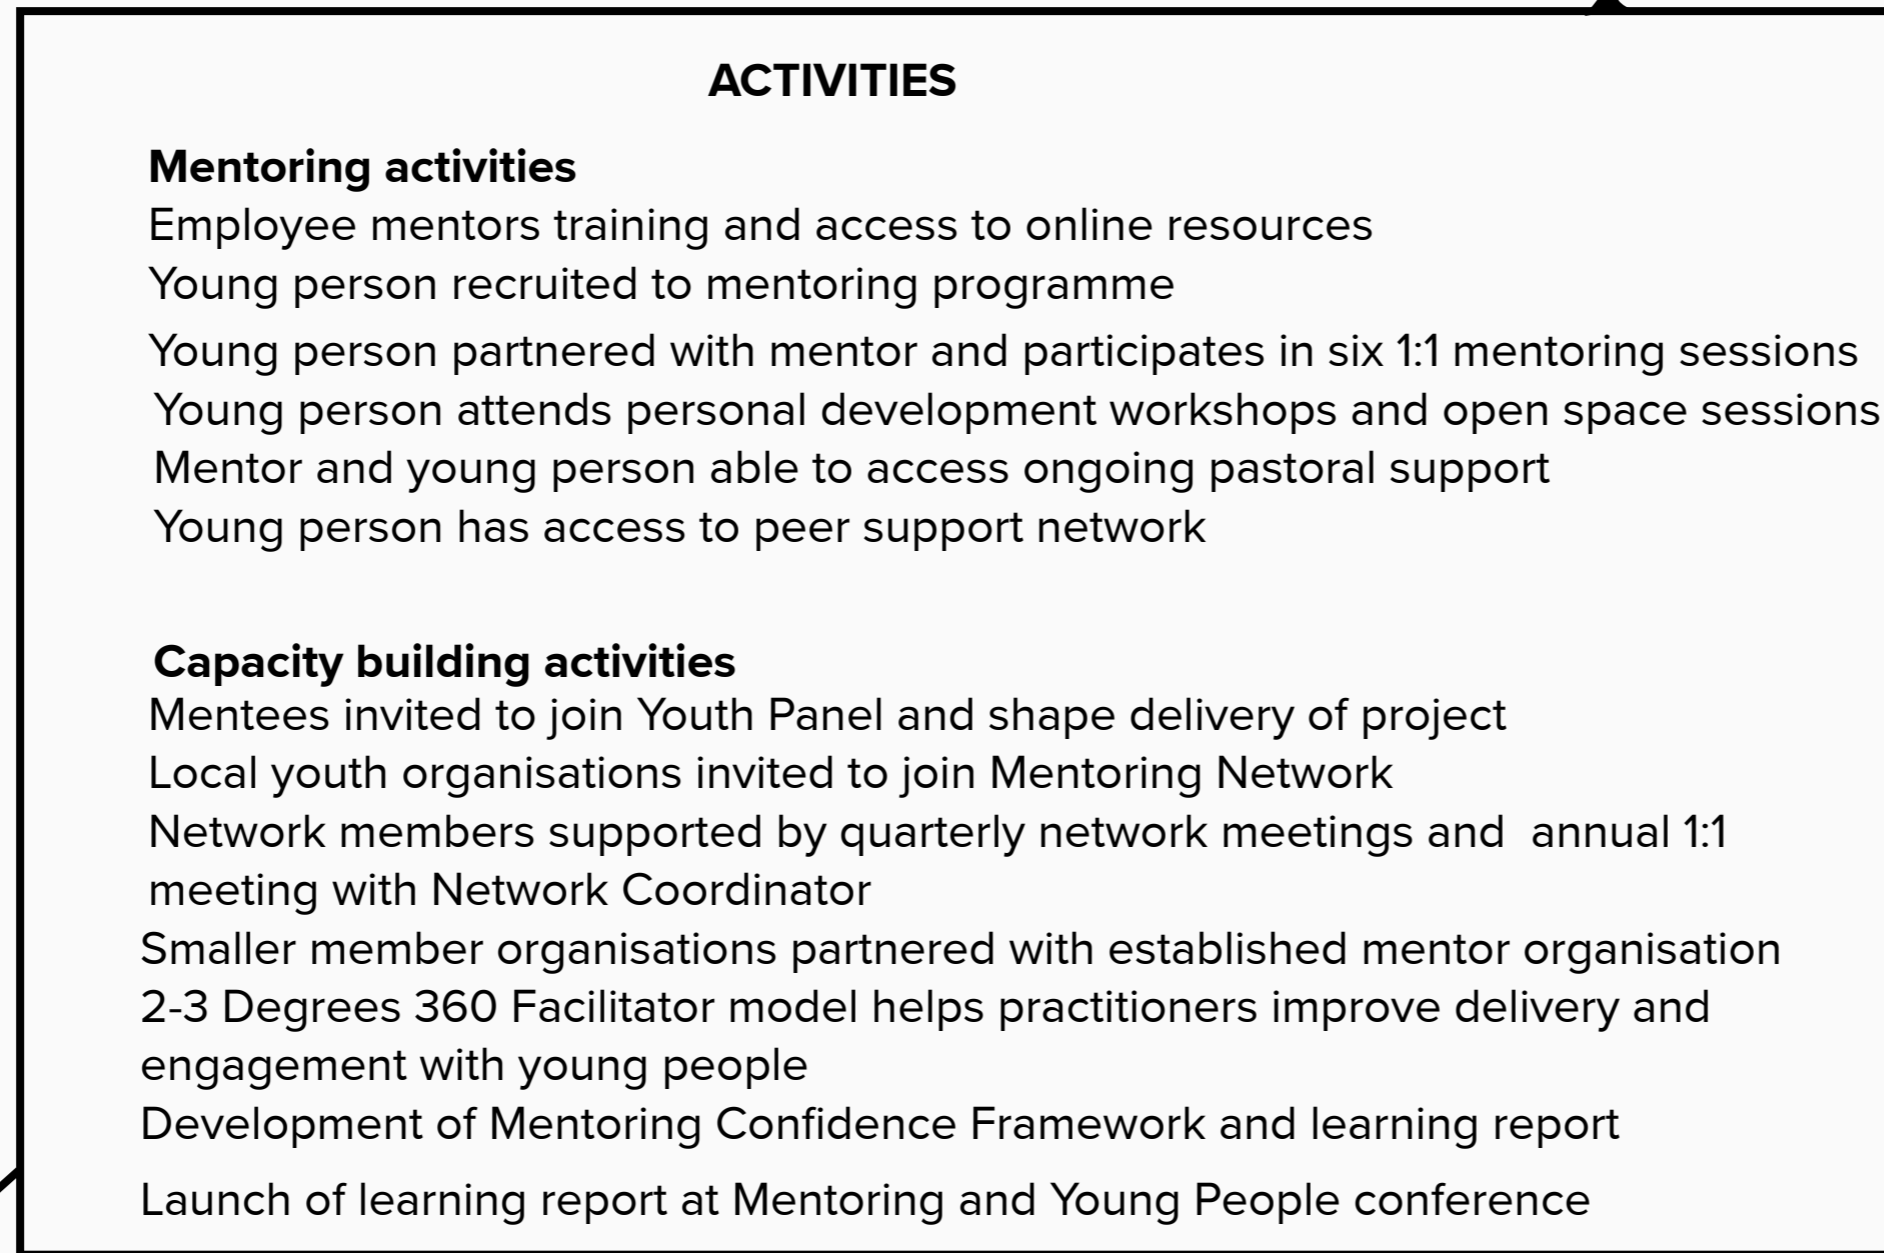 ACTIVITIES
Mentoring activities
Employee mentors training and access to online resources
Young person recruited to mentoring programme
Young person partnered with mentor and participates in six 1:1 mentoring sessions
Young person attends personal development workshops and open space sessions
Mentor and young person able to access ongoing pastoral support
Young person has access to peer support network
Capacity building activities
Mentees invited to join Youth Panel and shape delivery of project
Local youth organisations invited to join Mentoring Network
Network members supported by quarterly network meetings and  annual 1:1
meeting with Network Coordinator
Smaller member organisations partnered with established mentor organisation
2-3 Degrees 360 Facilitator model helps practitioners improve delivery and
engagement with young people
Development of Mentoring Confidence Framework and learning report
Launch of learning report at Mentoring and Young People conference